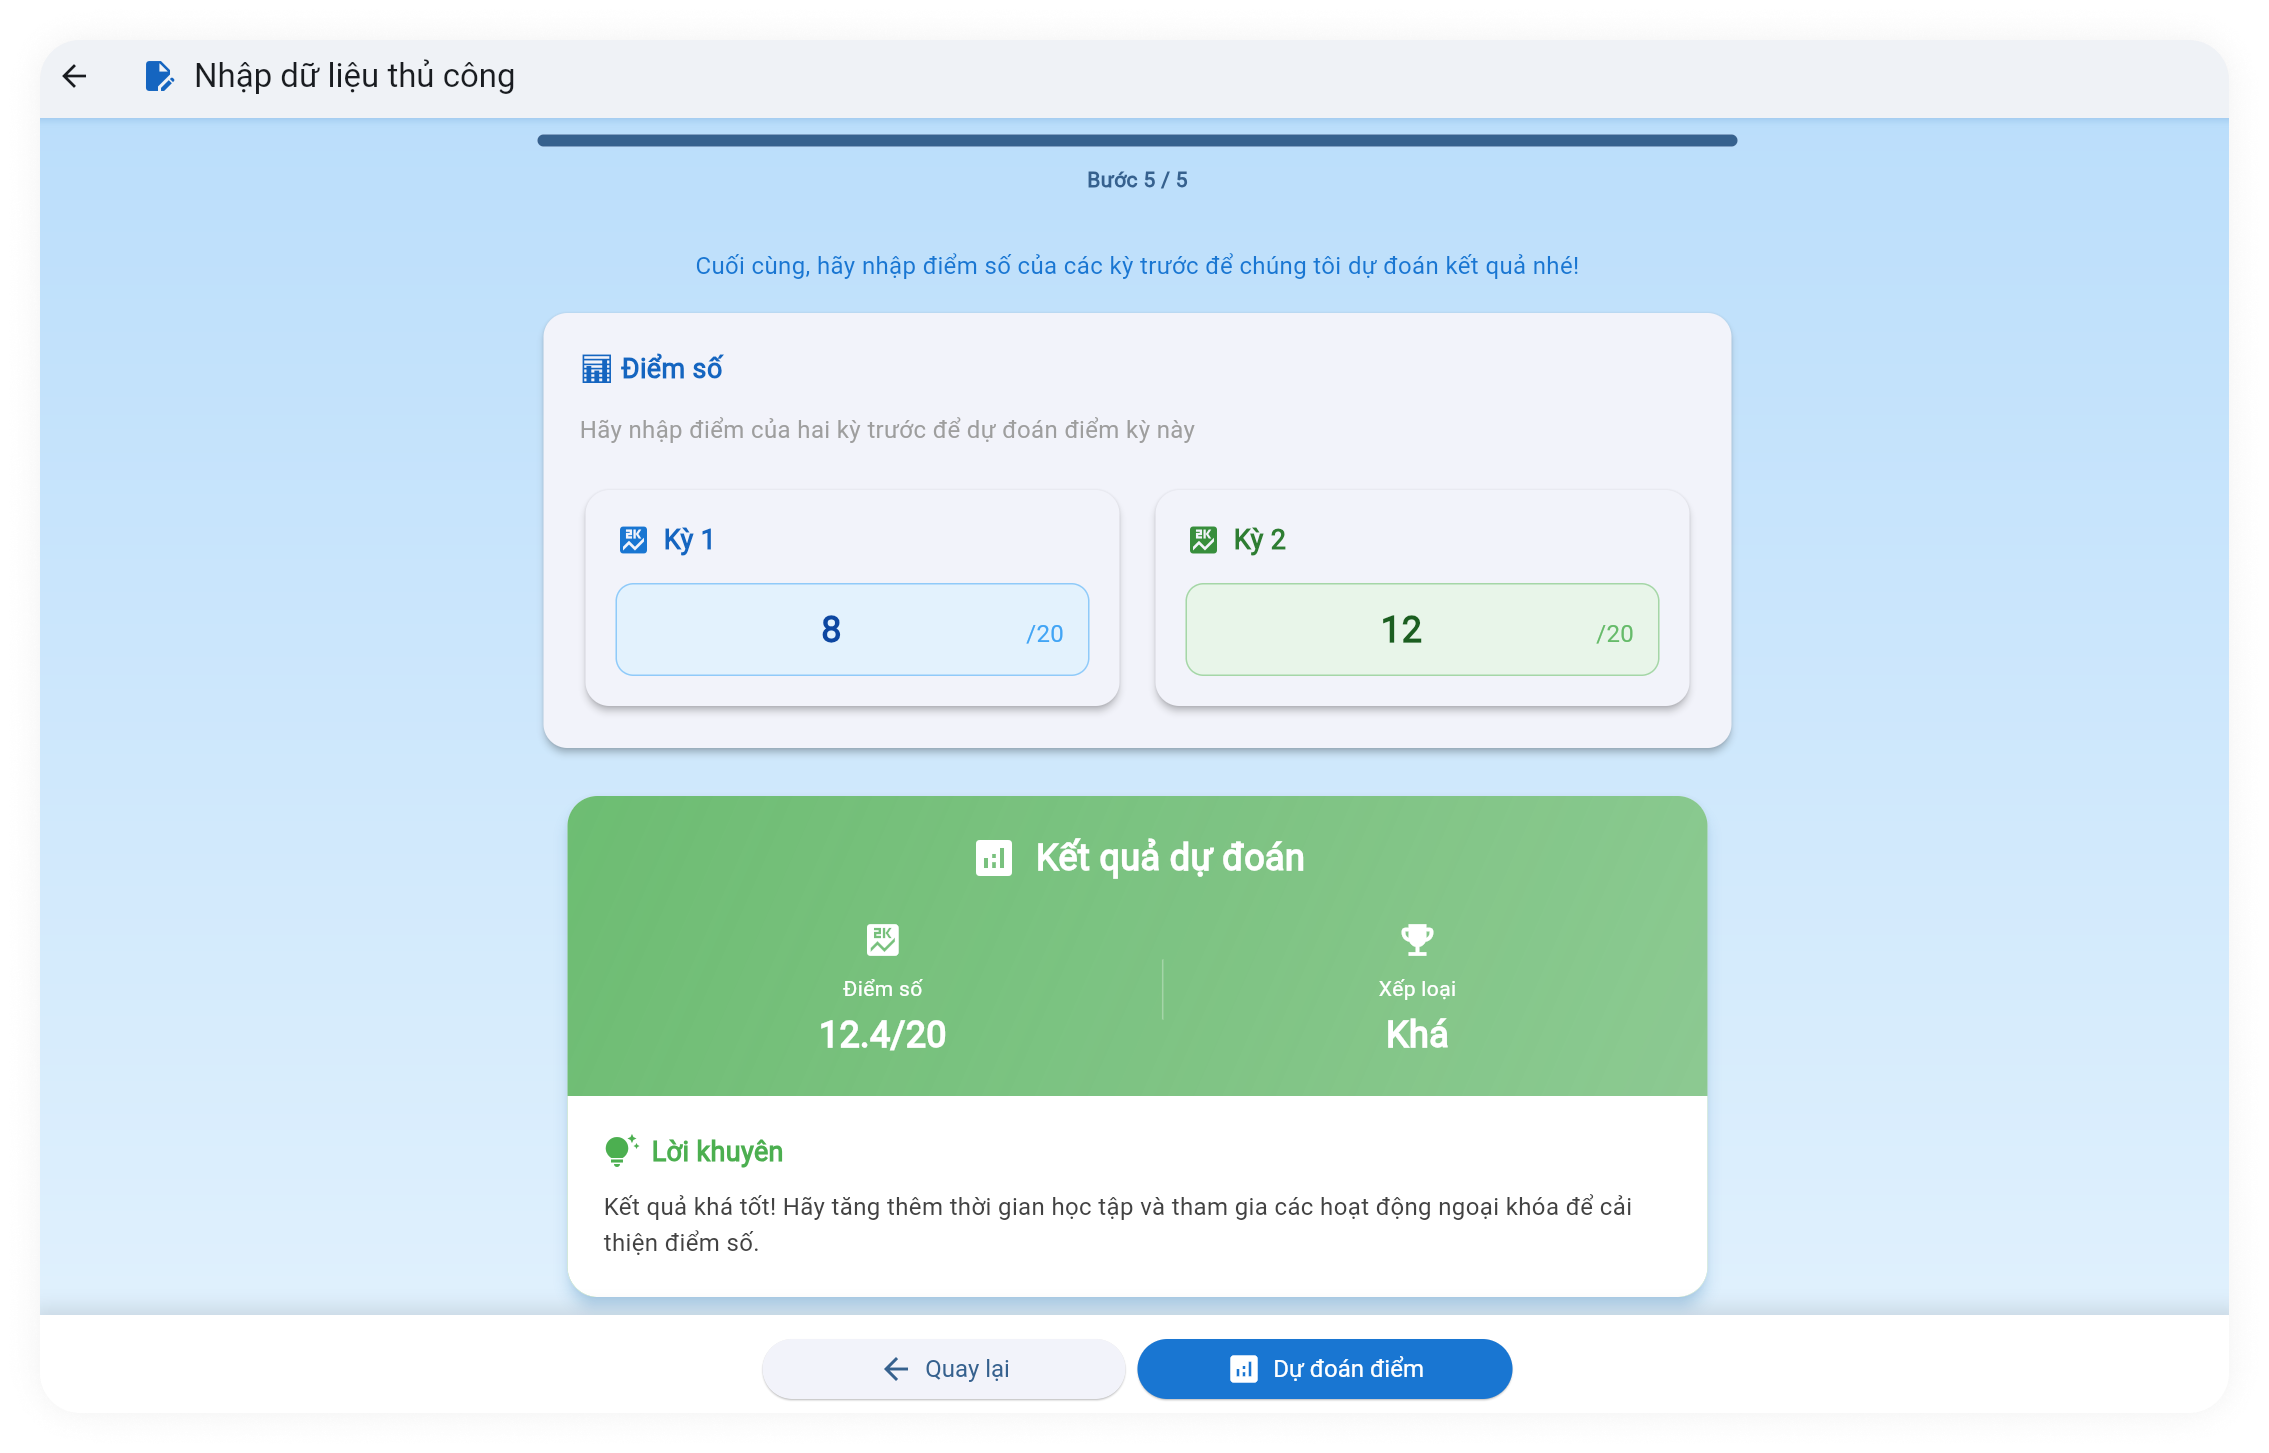 Nhập dữ liệu thủ công
Bước 5 / 5
Cuối cùng, hãy nhập điểm số của các kỳ trước để chúng tôi dự đoán kết quả nhé!
Điểm số
Hãy nhập điểm của hai kỳ trước để dự đoán điểm kỳ này
2K Kỳ 1
8 /20
2K Kỳ 2
12 /20
Kết quả dự đoán
2K
Điểm số
12.4/20
Xếp loại
Khá
Lời khuyên
Kết quả khá tốt! Hãy tăng thêm thời gian học tập và tham gia các hoạt động ngoại khóa để cải
thiện điểm số.
Quay lại
Dự đoán điểm